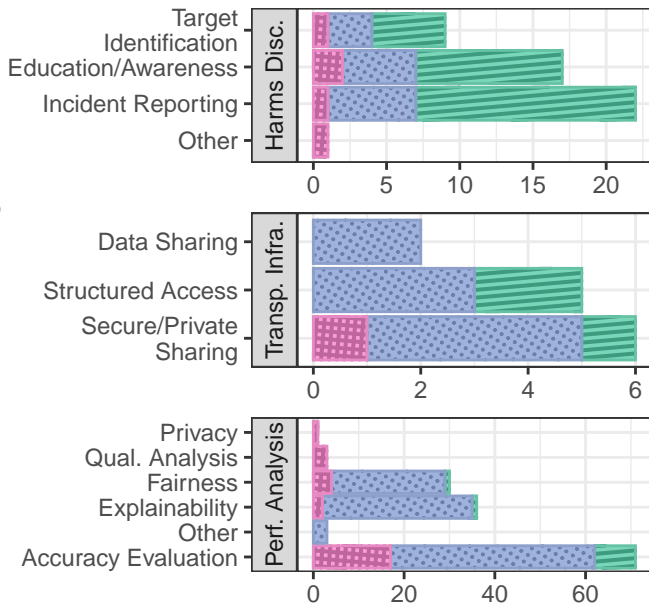 Target
Identification
Education/Awareness
Incident Reporting
Other
Harms Disc.
0 5 10 15 20
Data Sharing
Structured Access
Secure/Private
Sharing
Transp. Infra.
0 2 4 6
Privacy
Qual. Analysis
Fairness
Explainability
Other
Accuracy Evaluation
Perf. Analysis
0 20 40 60